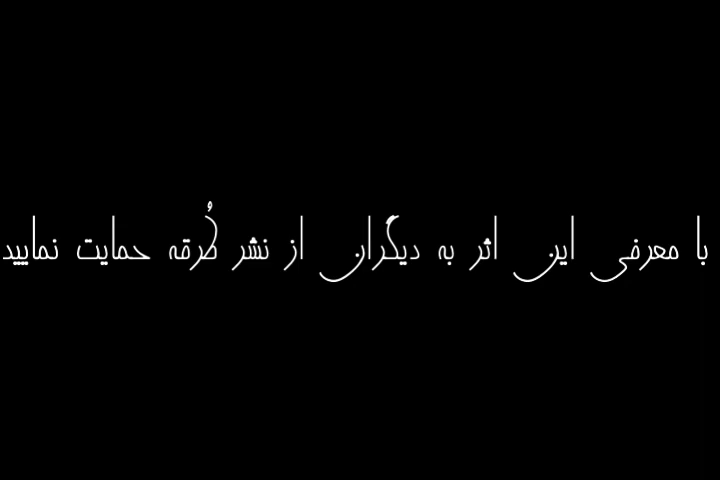 با معرفی این اثر به دیگران از نشر طُرقه حمایت نمایید